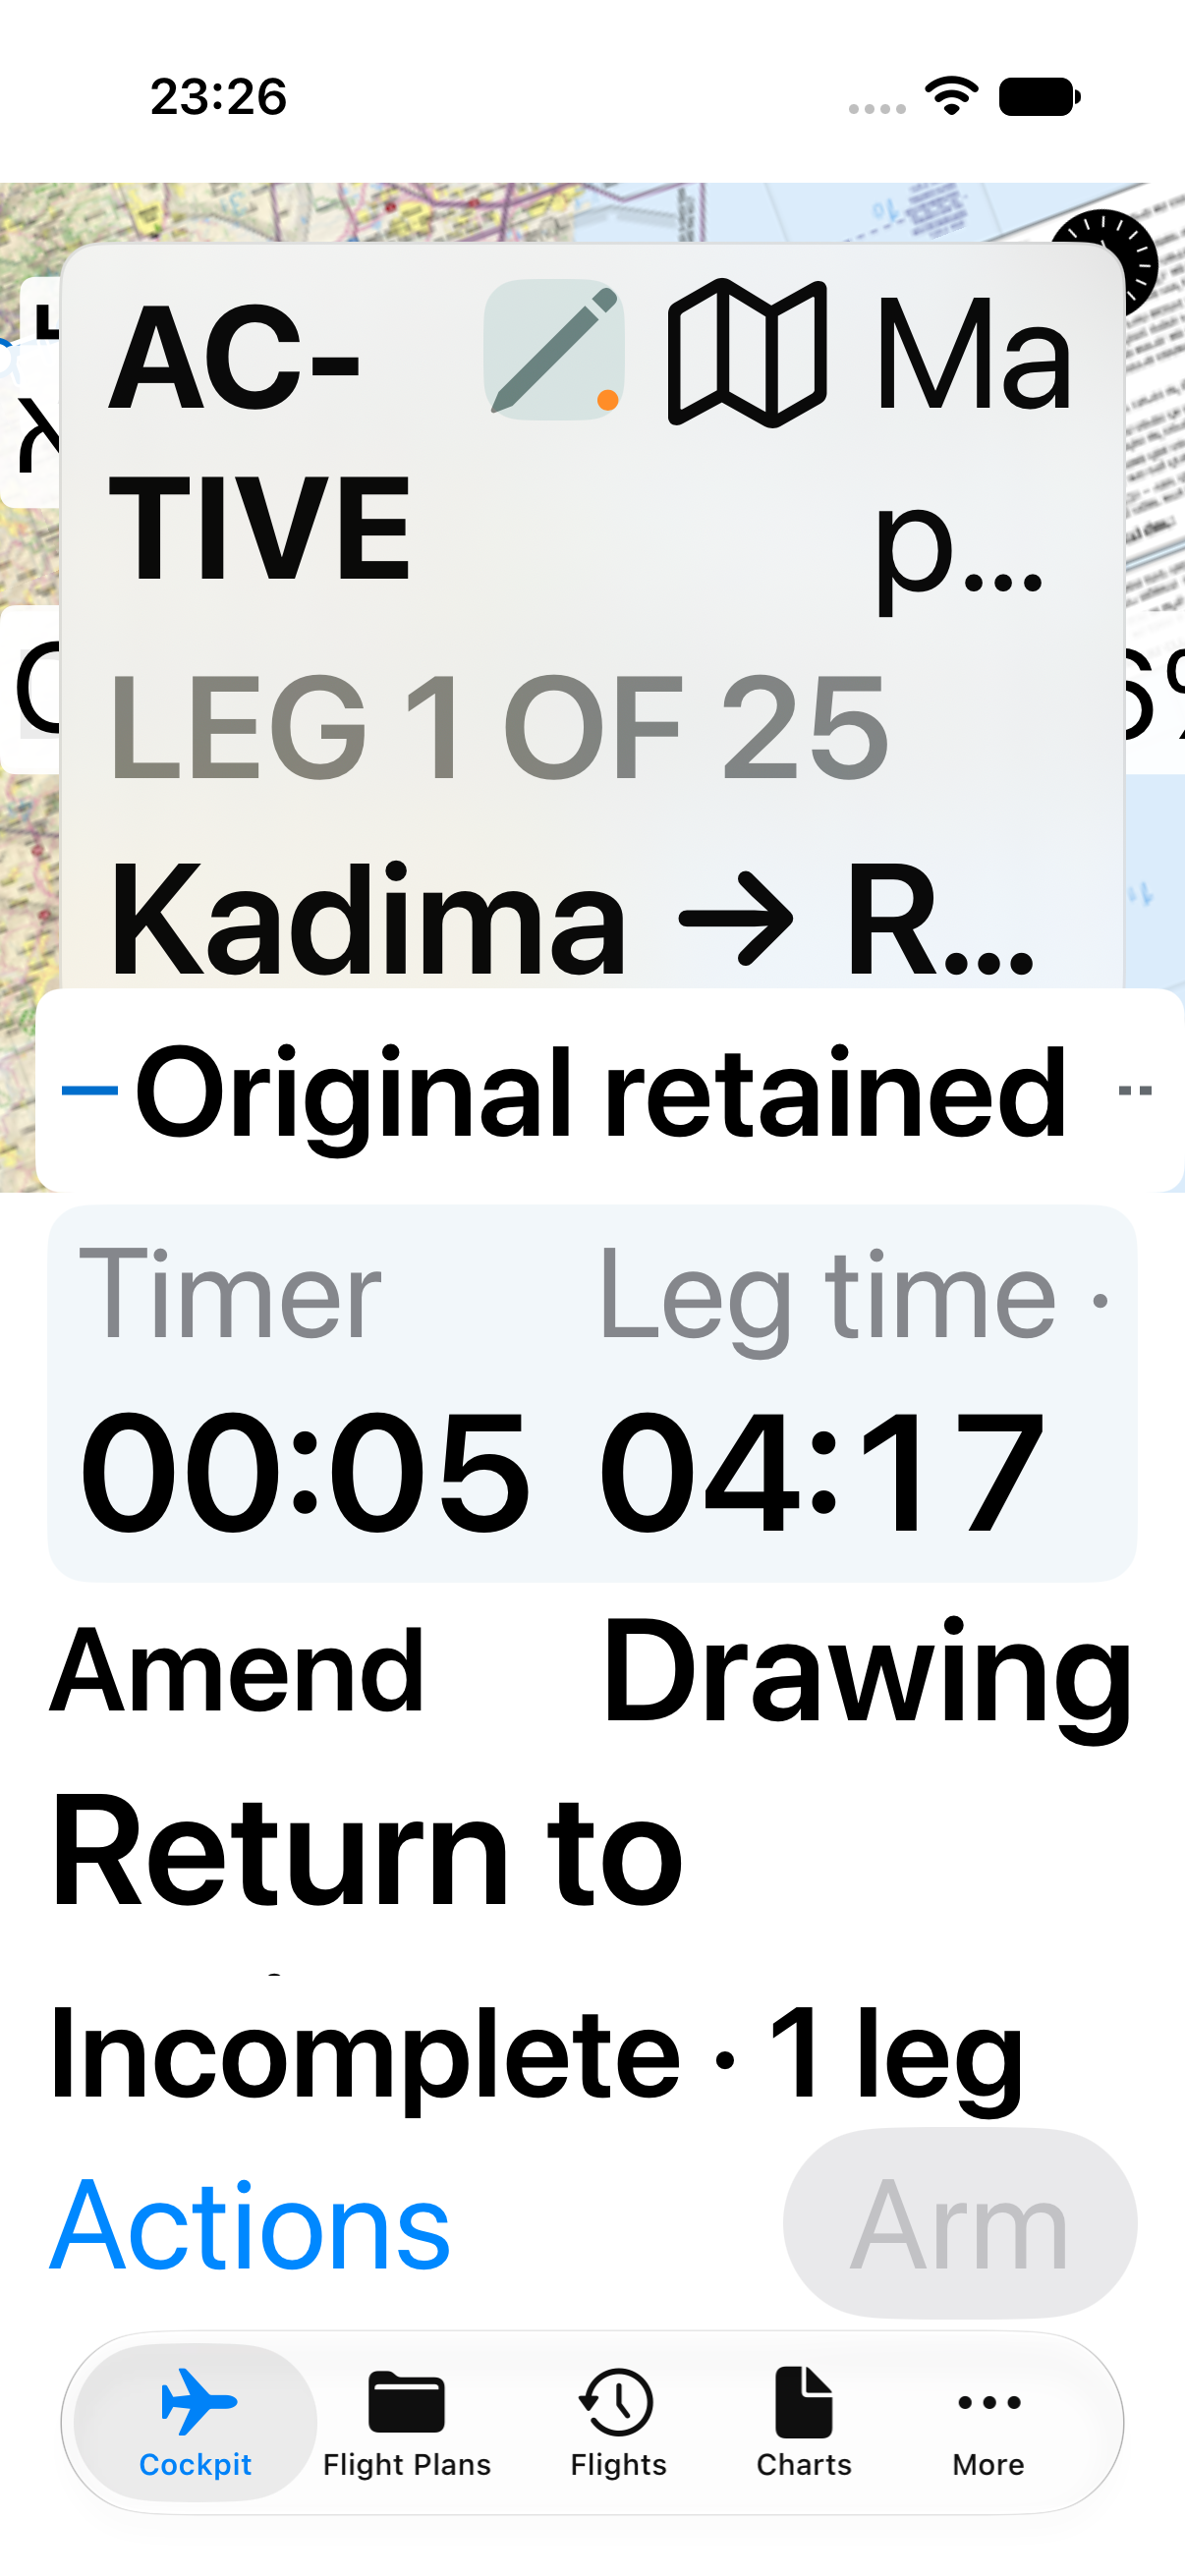 23:26
AC-
TIVE
Ma
p...
LEG 1 OF 25
Kadima → R...
Original retained
Timer
Leg time ·
00:05
04:17
Amend
Drawing
Return to
Incomplete · 1 leg
Actions
Arm
Cockpit
Flight Plans
Flights
Charts
More